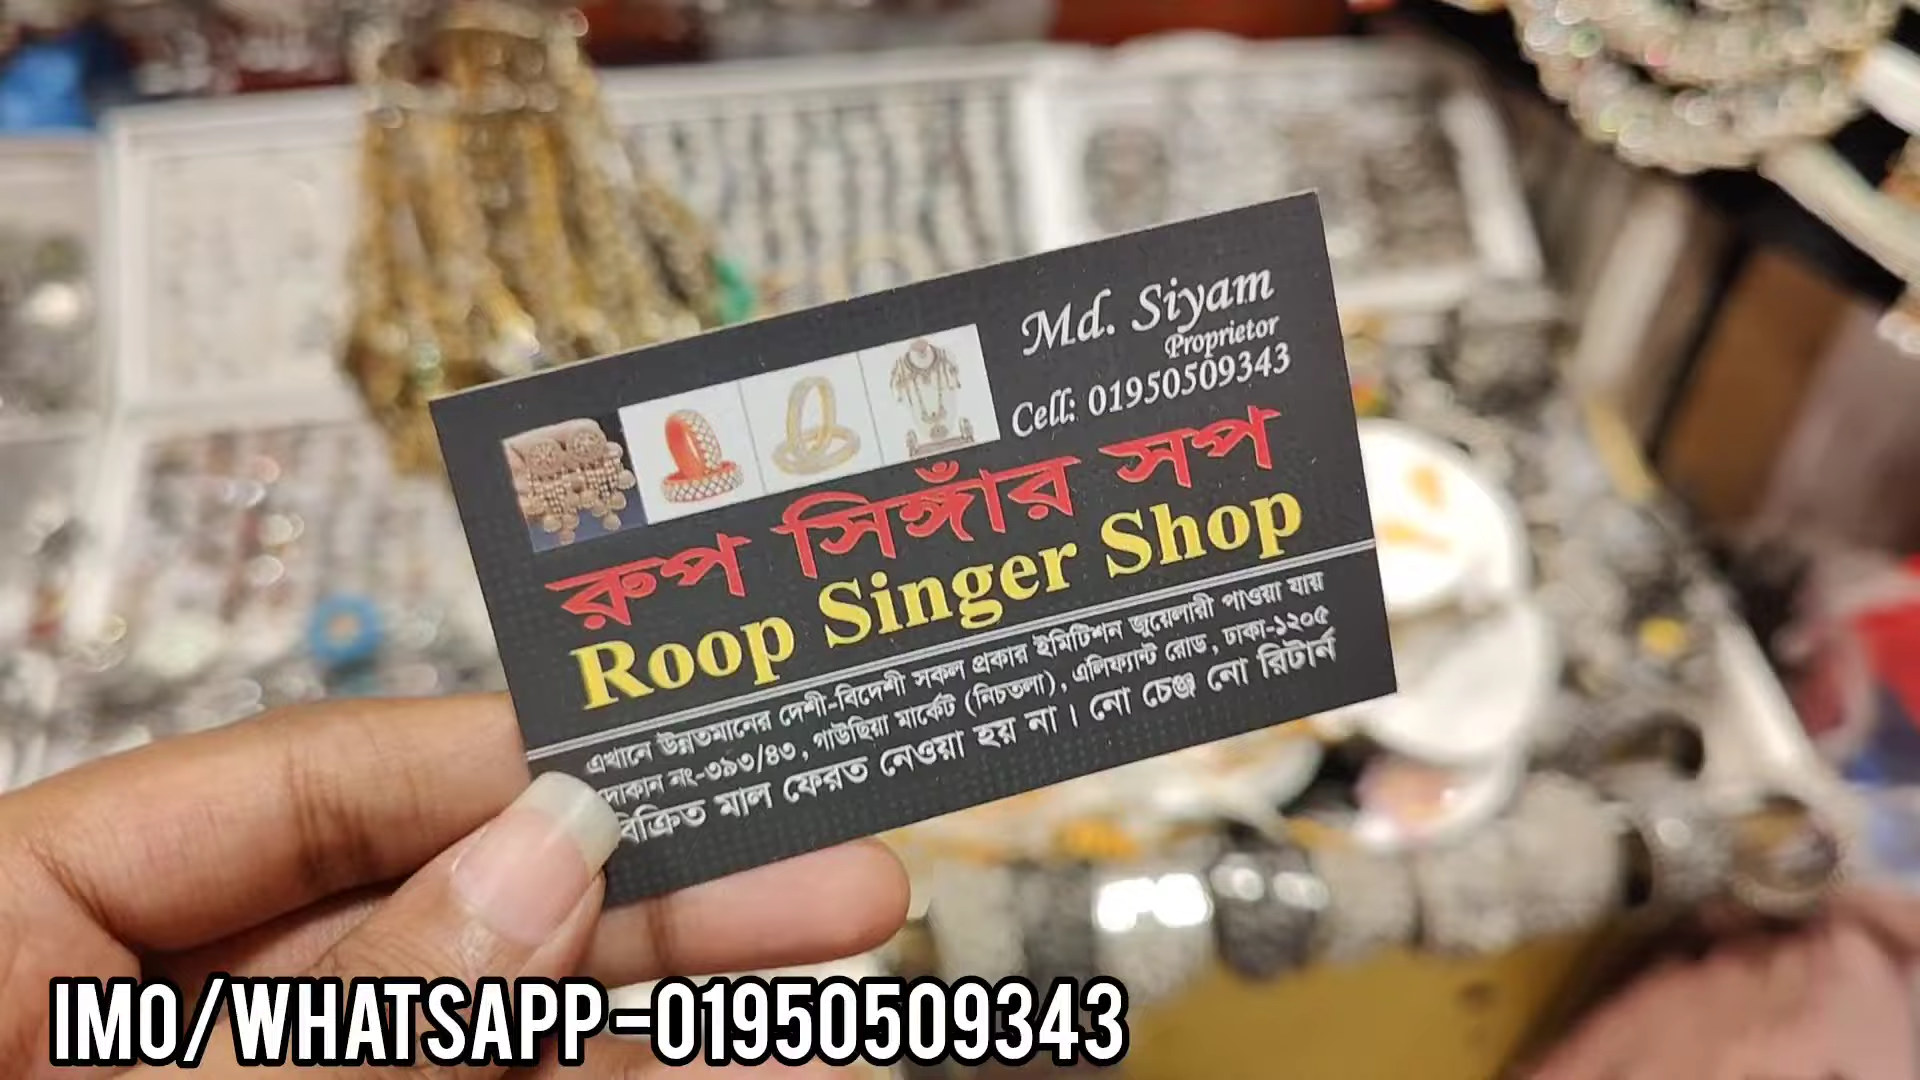 Md. Siyam
Proprietor
Cell: 01950509343
রুপ সিঙ্গাঁর সপ
Roop Singer Shop
এখানে উন্নতমানের দেশী-বিদেশী সকল প্রকার ইমিটিশন জুয়েলারী পাওয়া যায়
দোকান নং-৩৯৩/৪৩, গাউছিয়া মার্কেট (নিচতলা), এলিফ্যান্ট রোড, ঢাকা-১২০৫
বিক্রিত মাল ফেরত নেওয়া হয় না। নো চেঞ্জ নো রিটার্ন
IMO/WHATSAPP-01950509343